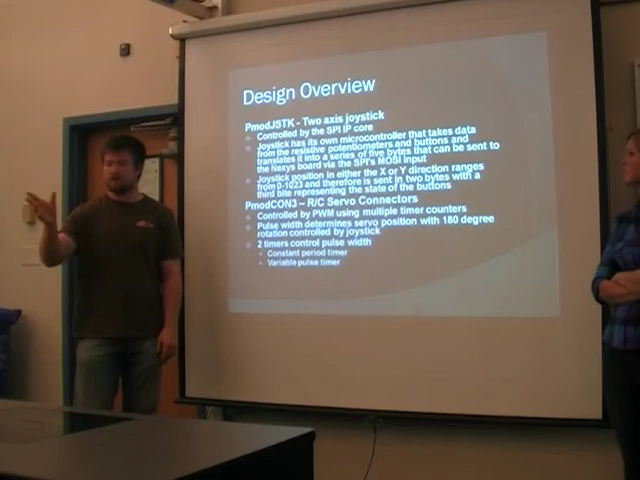 Design Overview
PmodJSTK - Two axis joystick
Controlled by the SPI IP core
Joystick has its own microcontroller that takes data
from the resistive potentiometers and buttons and
translates it into a series of five bytes that can be sent to
the Nexys board via the SPI's MOSI input
Joystick position in either the X or Y direction ranges
from 0-1023 and therefore is sent in two bytes with a
third bite representing the state of the buttons
PmodCON3 – R/C Servo Connectors
Controlled by PWM using multiple timer counters
Pulse width determines servo position with 180 degree
rotation controlled by joystick
2 timers control pulse width
Constant period timer
Variable pulse timer